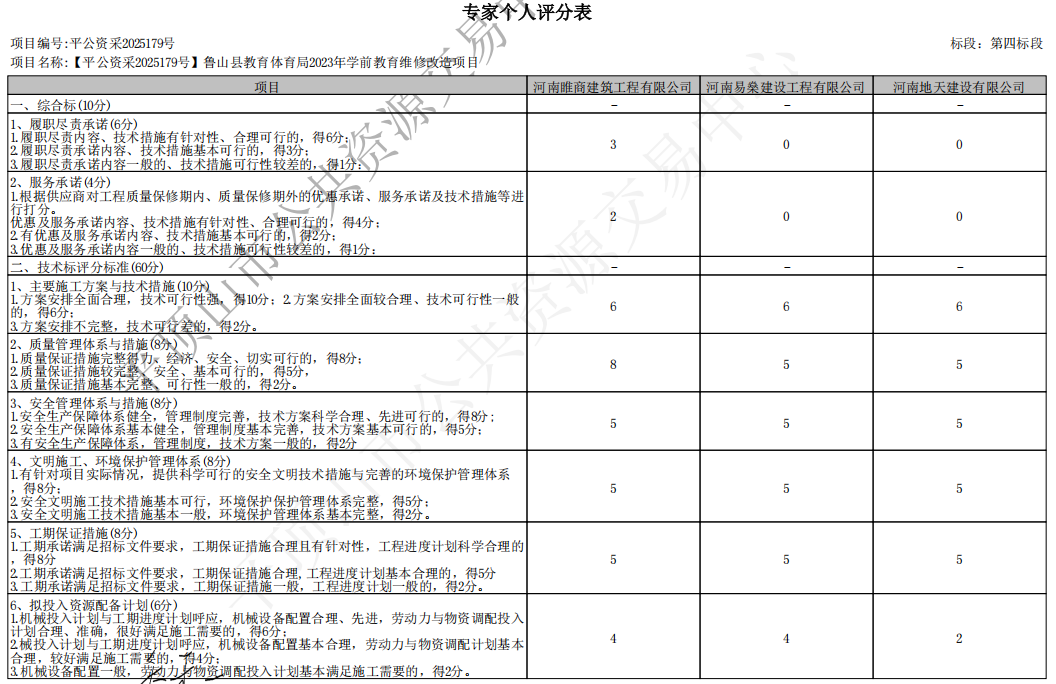 专家个人评分表
项目编号:平公资采2025179号
标段：第四标段
项目名称:【平公资采2025179号】鲁山县教育体育局2023年学前教育维修改造项目
项目 河南睢商建筑工程有限公司 河南易燊建设工程有限公司 河南地天建设有限公司
一、综合标(10分) — — —
1、履职尽责承诺(6分)
1.履职尽责内容、技术措施有针对性、合理可行的，得6分；
2.履职尽责承诺内容、技术措施基本可行的，得3分；
3.履职尽责承诺内容一般的、技术措施可行性较差的，得1分；
3 0 0
2、服务承诺(4分)
1.根据供应商对工程质量保修期内、质量保修期外的优惠承诺、服务承诺及技术措施等进
行打分。
优惠及服务承诺内容、技术措施有针对性、合理可行的，得4分；
2.有优惠及服务承诺内容、技术措施基本可行的，得2分；
3.优惠及服务承诺内容一般的、技术措施可行性较差的，得1分；
2 0 0
二、技术标评分标准(60分) — — —
1、主要施工方案与技术措施(10分)
1.方案安排全面合理，技术可行性强，得10分；2.方案安排全面较合理、技术可行性一般
的，得6分；
3.方案安排不完整，技术可行差的，得2分。
6 6 6
2、质量管理体系与措施(8分)
1.质量保证措施完整得力、经济、安全、切实可行的，得8分；
2.质量保证措施较完整、安全、基本可行的，得5分，
3.质量保证措施基本完整、可行性一般的，得2分。
8 5 5
3、安全管理体系与措施(8分)
1.安全生产保障体系健全，管理制度完善，技术方案科学合理、先进可行的，得8分；
2.安全生产保障体系基本健全，管理制度基本完善，技术方案基本可行的，得5分；
3.有安全生产保障体系，管理制度，技术方案一般的，得2分
5 5 5
4、文明施工、环境保护管理体系(8分)
1.有针对项目实际情况，提供科学可行的安全文明技术措施与完善的环境保护管理体系
，得8分；
2.安全文明施工技术措施基本可行，环境保护保护管理体系完整，得5分；
3.安全文明施工技术措施基本一般，环境保护管理体系基本完整，得2分。
5 5 5
5、工期保证措施(8分)
1.工期承诺满足招标文件要求，工期保证措施合理且有针对性，工程进度计划科学合理的
，得8分
2.工期承诺满足招标文件要求，工期保证措施合理,工程进度计划基本合理的，得5分
3.工期承诺满足招标文件要求，工期保证措施一般，工程进度计划一般的，得2分。
5 5 5
6、拟投入资源配备计划(6分)
1.机械投入计划与工期进度计划呼应，机械设备配置合理、先进，劳动力与物资调配投入
计划合理、准确，很好满足施工需要的，得6分；
2.械投入计划与工期进度计划呼应，机械设备配置基本合理，劳动力与物资调配计划基本
合理，较好满足施工需要的，得4分；
3.机械设备配置一般，劳动力与物资调配投入计划基本满足施工需要的，得2分。
4 4 2
平顶山市公共资源交易中心
平顶山市公共资源交易中心